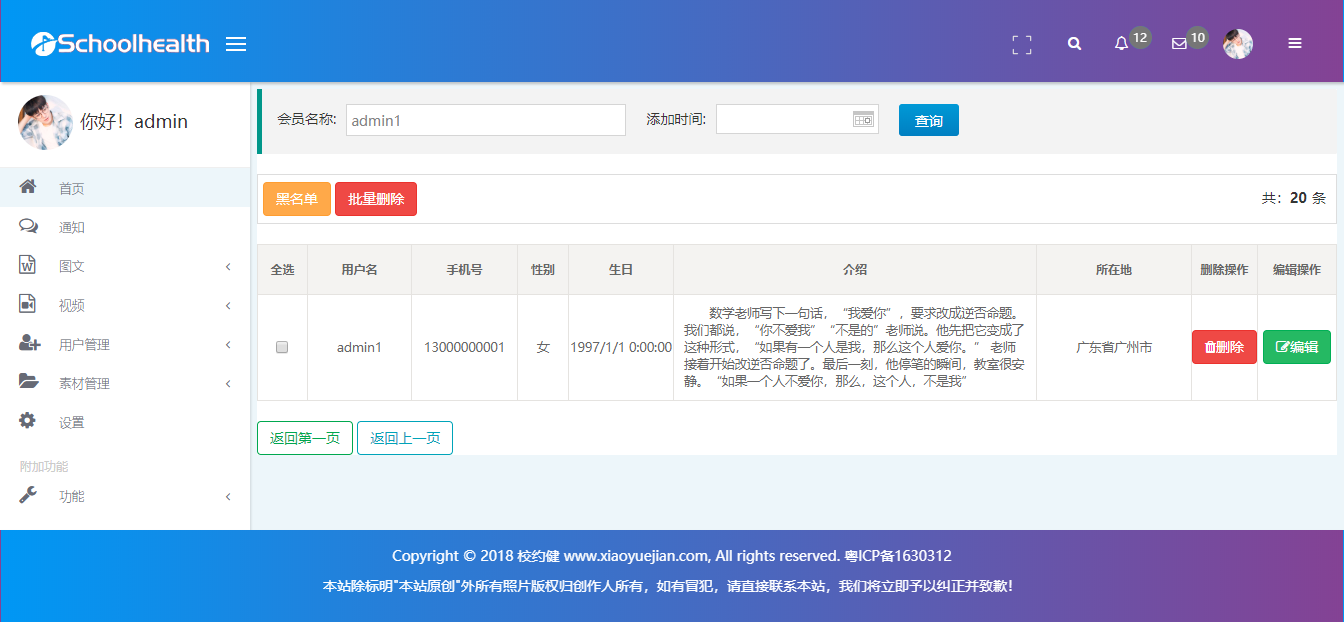 Schoolhealth
12
10
你好！admin
首页
通知
图文
视频
用户管理
素材管理
设置
附加功能
功能
会员名称: admin1 添加时间: 查询
黑名单 批量删除 共：20 条
全选 用户名 手机号 性别 生日 介绍 所在地 删除操作 编辑操作
admin1 13000000001 女 1997/1/1 0:00:00
数学老师写下一句话，“我爱你”，要求改成逆否命题。
我们都说，“你不爱我”“不是的”老师说。他先把它变成了
这种形式，“如果有一个人是我，那么这个人爱你。” 老师
接着开始改逆否命题了。最后一刻，他停笔的瞬间，教室很安
静。“如果一个人不爱你，那么，这个人，不是我”
广东省广州市 删除 编辑
返回第一页 返回上一页
Copyright © 2018 校约健 www.xiaoyuejian.com, All rights reserved. 粤ICP备1630312
本站除标明"本站原创"外所有照片版权归创作人所有，如有冒犯，请直接联系本站，我们将立即予以纠正并致歉！